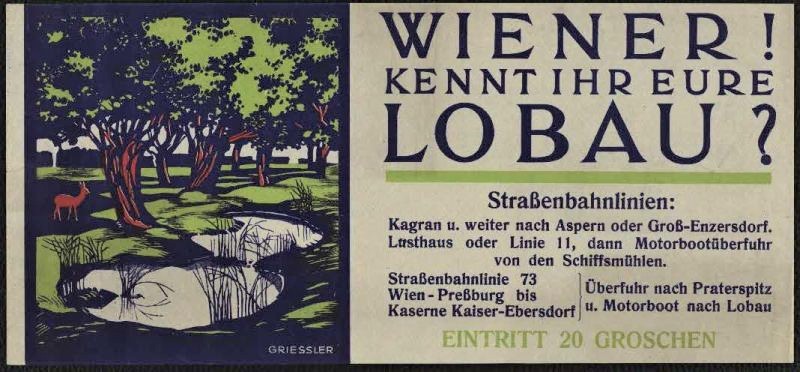 WIENER!
KENNT IHR EURE
LOBAU?
Straßenbahnlinien:
Kagran u. weiter nach Aspern oder Groß-Enzersdorf.
Lusthaus oder Linie 11, dann Motorbootüberfuhr
von den Schiffsmühlen.
Straßenbahnlinie 73
Wien-Preßburg bis
Kaserne Kaiser-Ebersdorf
Überfuhr nach Praterspitz
u. Motorboot nach Lobau
EINTRITT 20 GROSCHEN
GRIESSLER